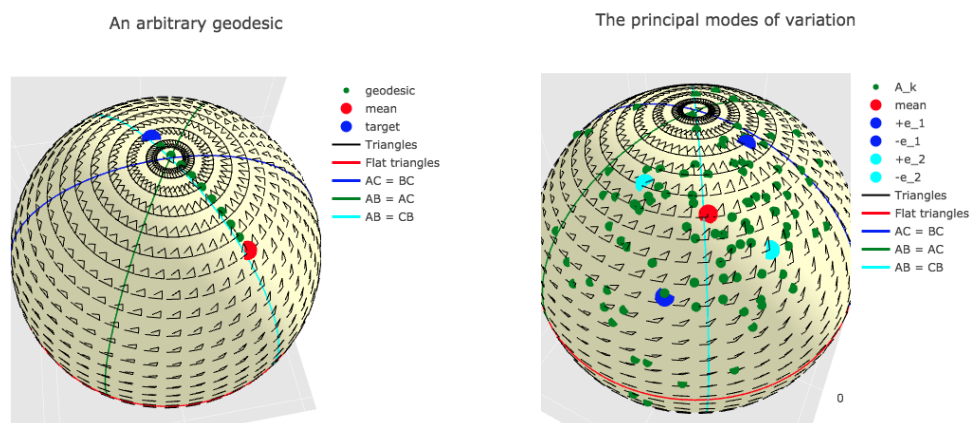 An arbitrary geodesic
geodesic
mean
target
Triangles
Flat triangles
AC = BC
AB = AC
AB = CB
The principal modes of variation
A_k
mean
+e_1
-e_1
+e_2
-e_2
Triangles
Flat triangles
AC = BC
AB = AC
AB = CB
0